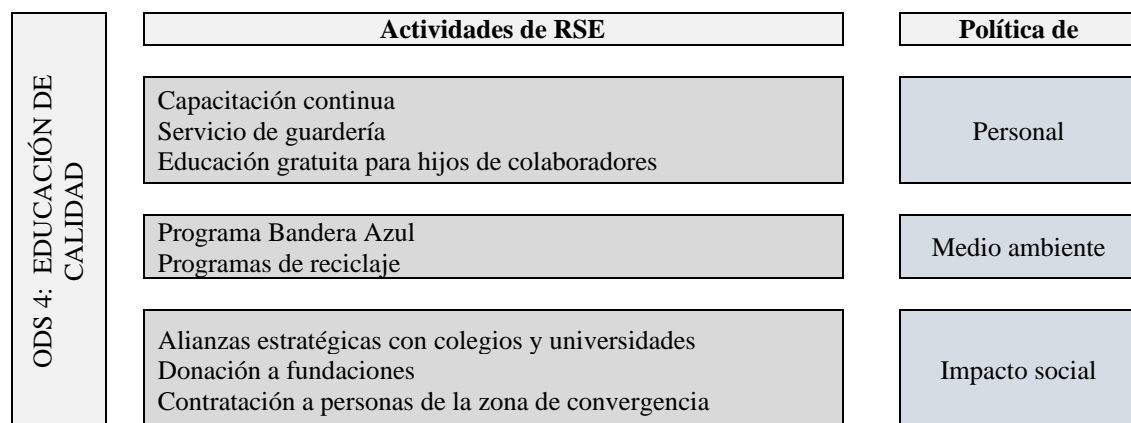 ODS 4:  EDUCACIÓN DE
CALIDAD
Actividades de RSE
Política de
Capacitación continua
Servicio de guardería
Educación gratuita para hijos de colaboradores
Personal
Programa Bandera Azul
Programas de reciclaje
Medio ambiente
Alianzas estratégicas con colegios y universidades
Donación a fundaciones
Contratación a personas de la zona de convergencia
Impacto social